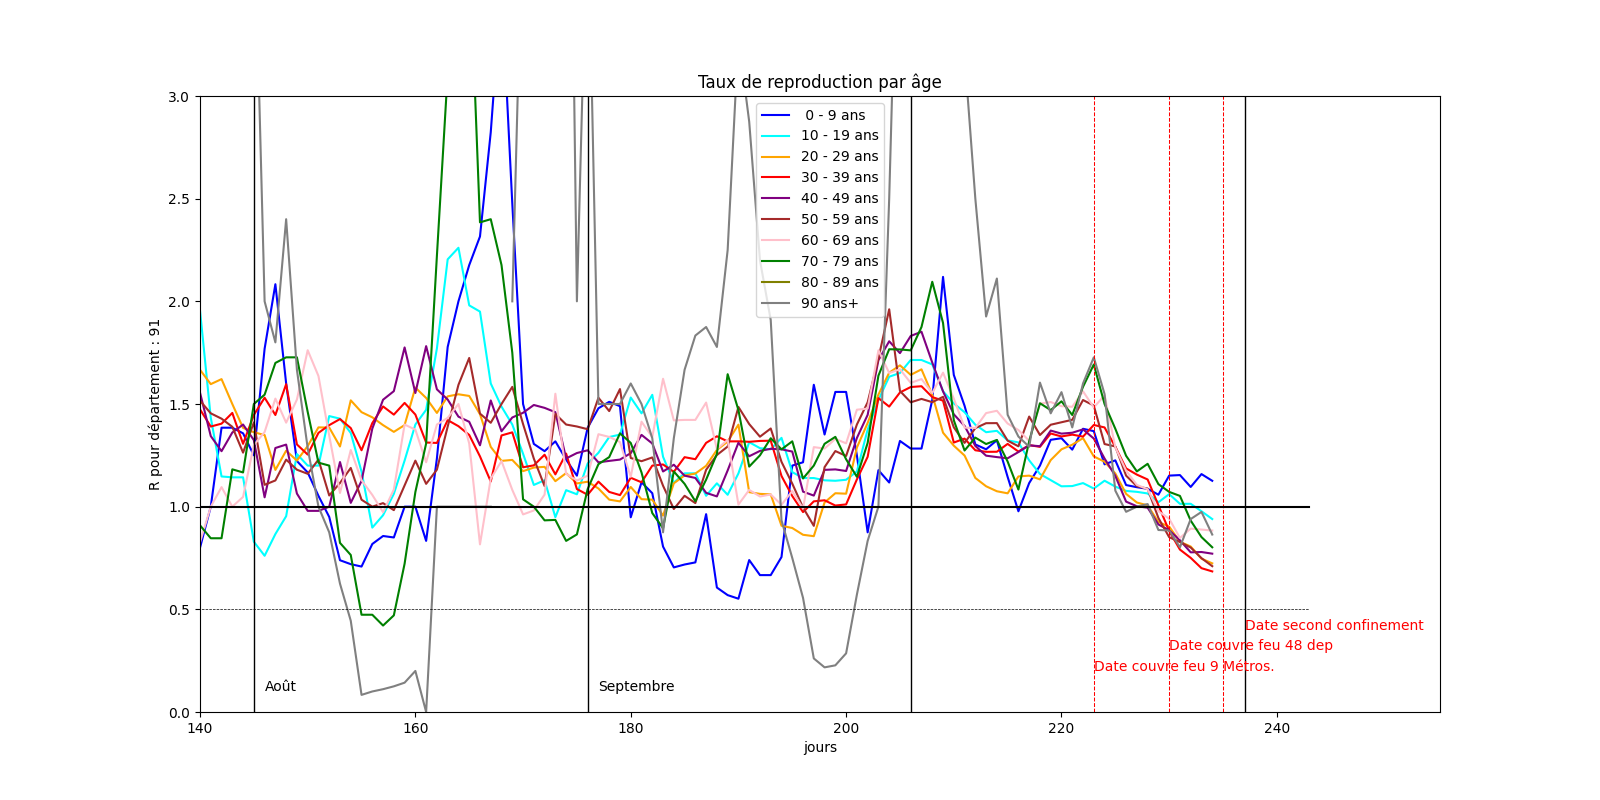 Taux de reproduction par âge
R pour département : 91
3.0
2.5
2.0
1.5
1.0
0.5
0.0
0 - 9 ans
10 - 19 ans
20 - 29 ans
30 - 39 ans
40 - 49 ans
50 - 59 ans
60 - 69 ans
70 - 79 ans
80 - 89 ans
90 ans+
Date second confinement
Date couvre feu 48 dep
Date couvre feu 9 Métros.
Août
Septembre
140
160
180
200
220
240
jours